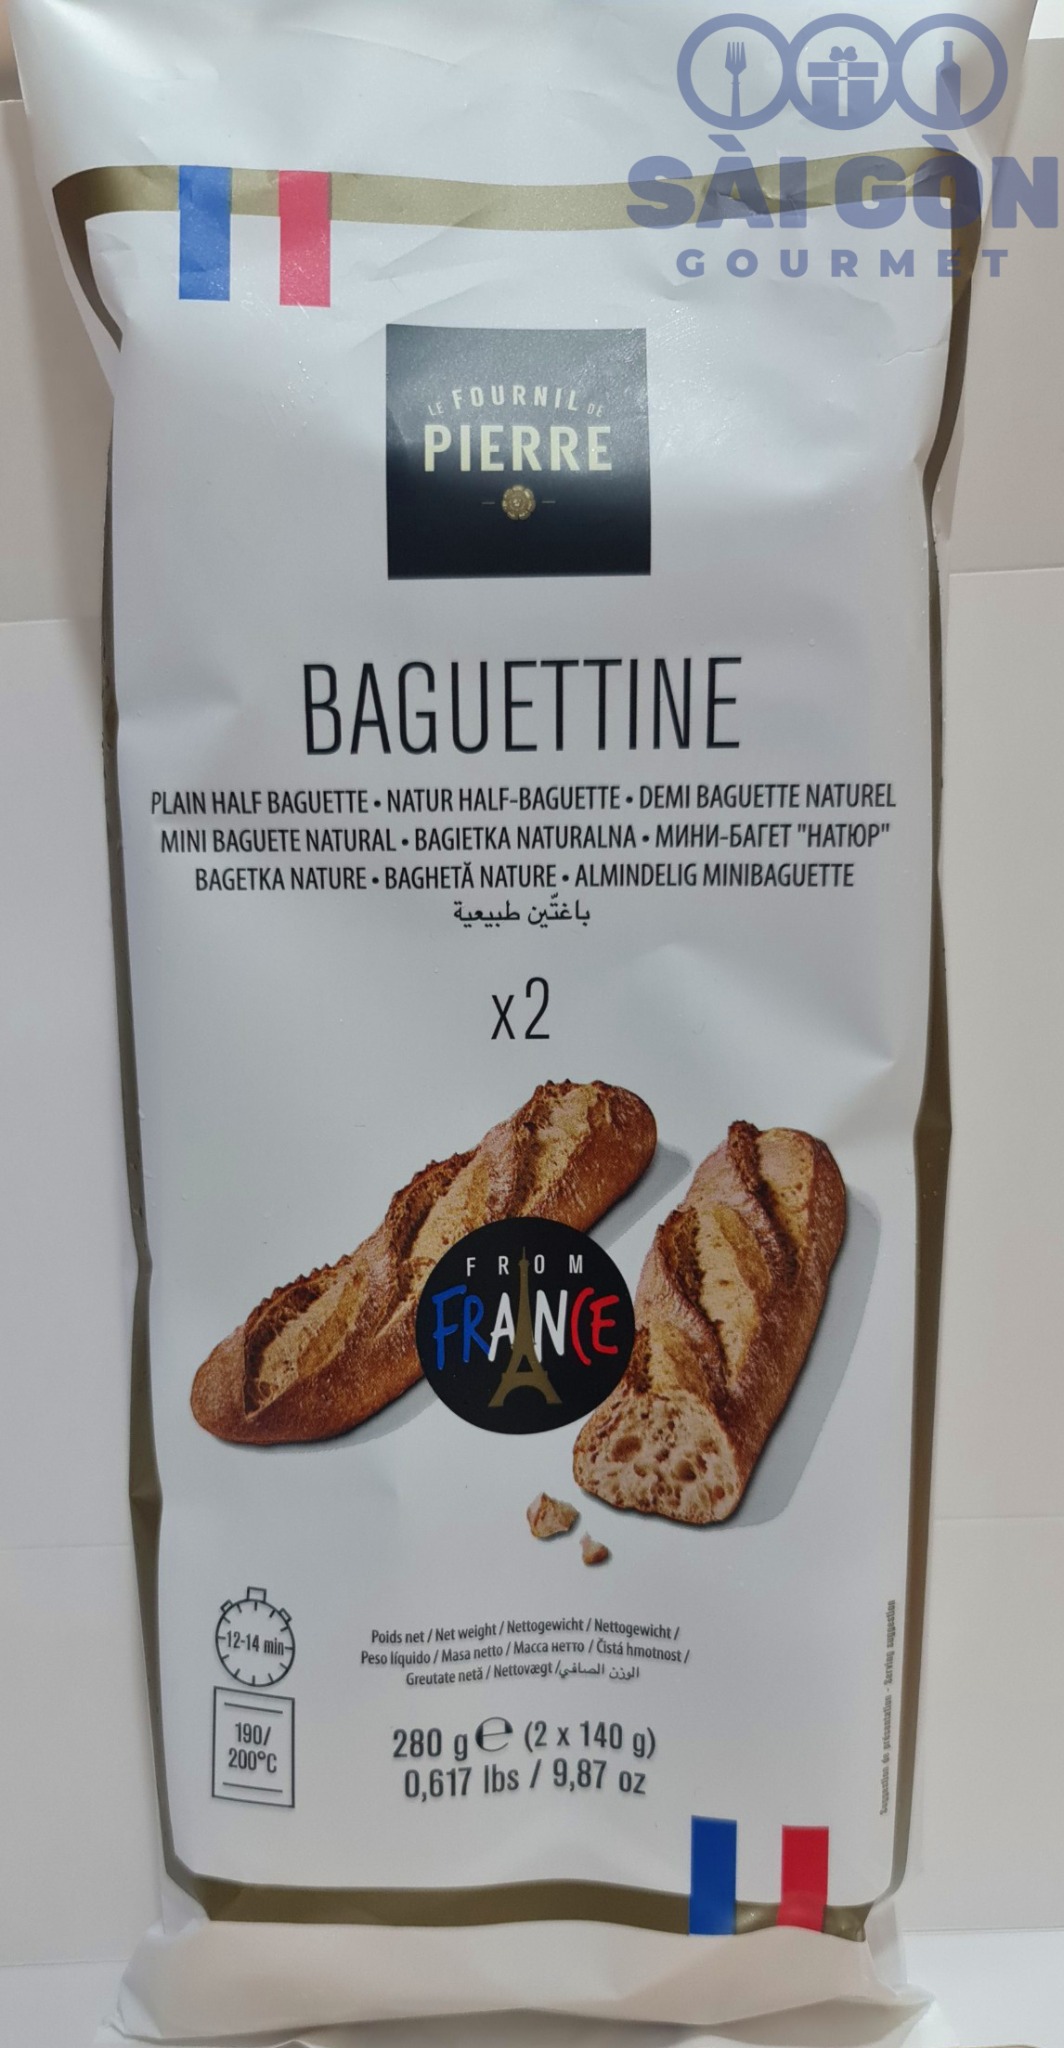 SÀI GÒN
GOURMET
LE FOURNIL DE
PIERRE
BAGUETTINE
PLAIN HALF BAGUETTE • NATUR HALF-BAGUETTE • DEMI BAGUETTE NATUREL
MINI BAGUETE NATURAL • BAGIETKA NATURALNA • МИНИ-БАГЕТ "НАТЮР"
BAGETKA NATURE • BAGHETĂ NATURE • ALMINDELIG MINIBAGUETTE
باغتّين طبيعية
x2
FROM
FRANCE
12-14 min
190/
200°C
Poids net / Net weight / Nettogewicht / Nettogewicht /
Peso líquido / Masa netto / Масса нетто / Čistá hmotnost /
Greutate netă / Nettovægt / الوزن الصافي
280 g ℮ (2 x 140 g)
0,617 lbs / 9,87 oz
Suggestion de présentation - Serving suggestion